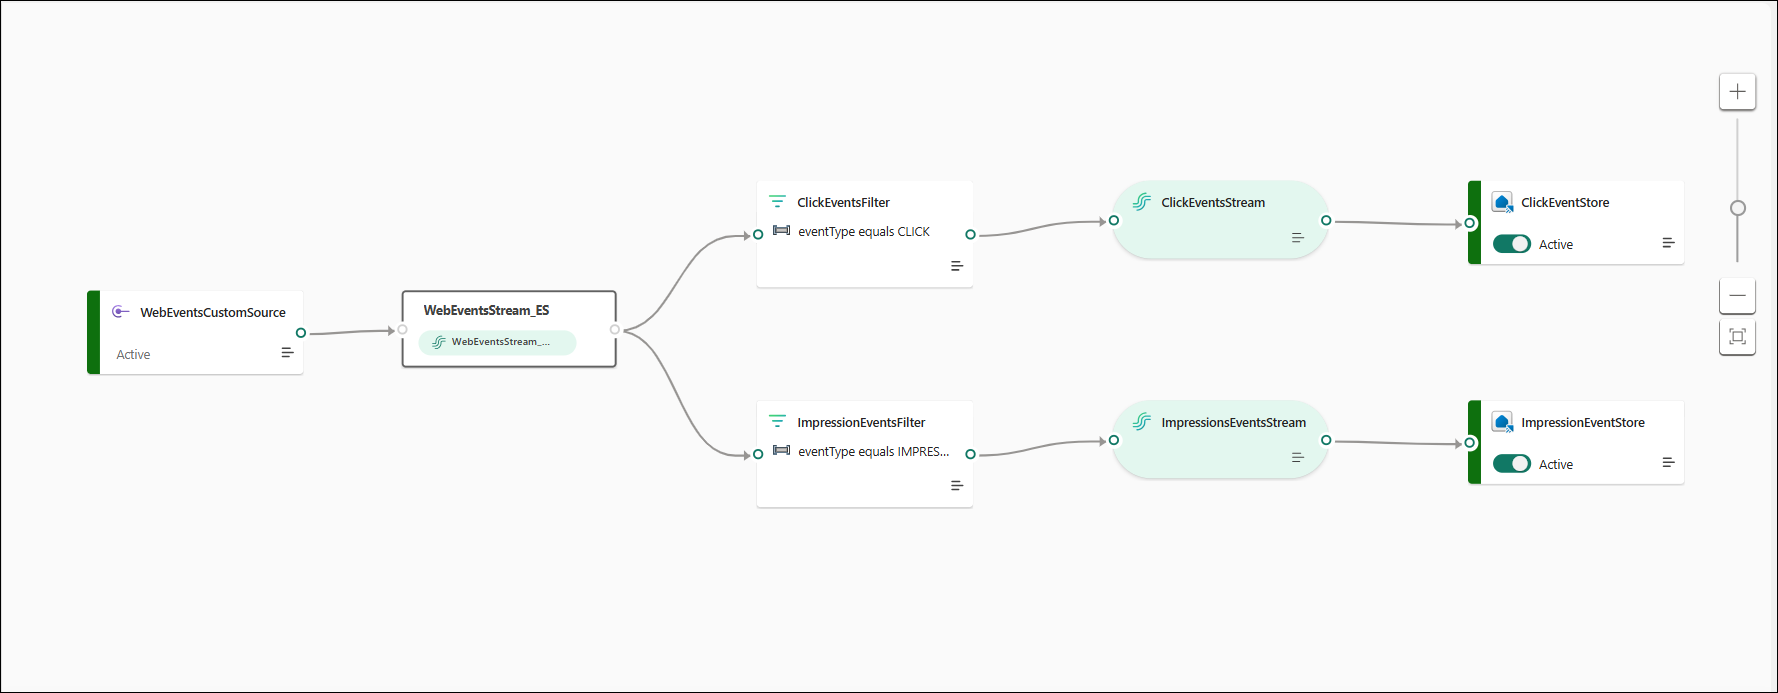 WebEventsCustomSource
Active
WebEventsStream_ES
WebEventsStream_...
ClickEventsFilter
eventType equals CLICK
ClickEventsStream
ClickEventStore
Active
ImpressionEventsFilter
eventType equals IMPRES...
ImpressionsEventsStream
ImpressionEventStore
Active